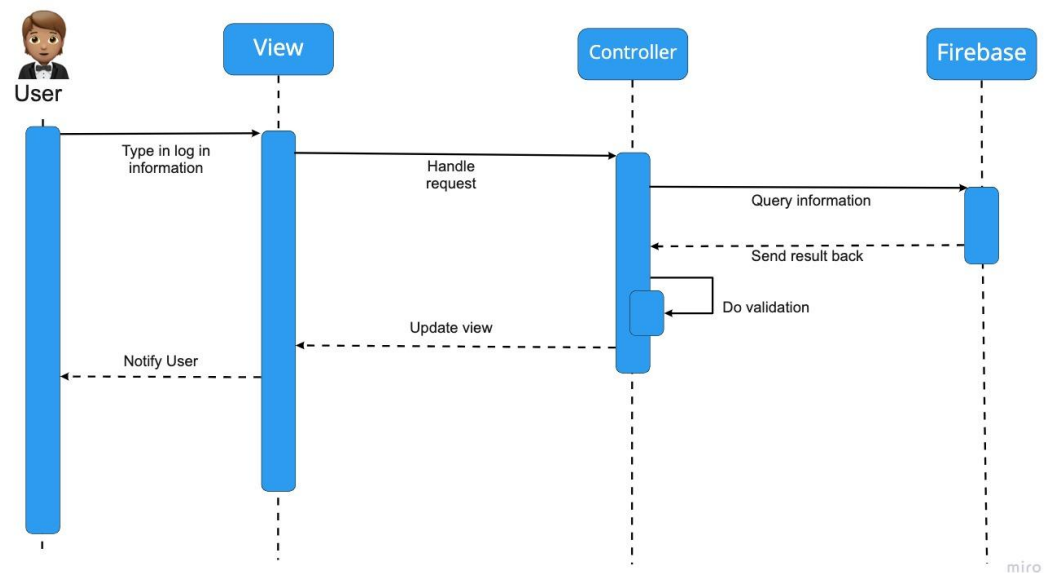 User
View
Controller
Firebase
Type in log in
information
Handle
request
Query information
Send result back
Do validation
Update view
Notify User
miro